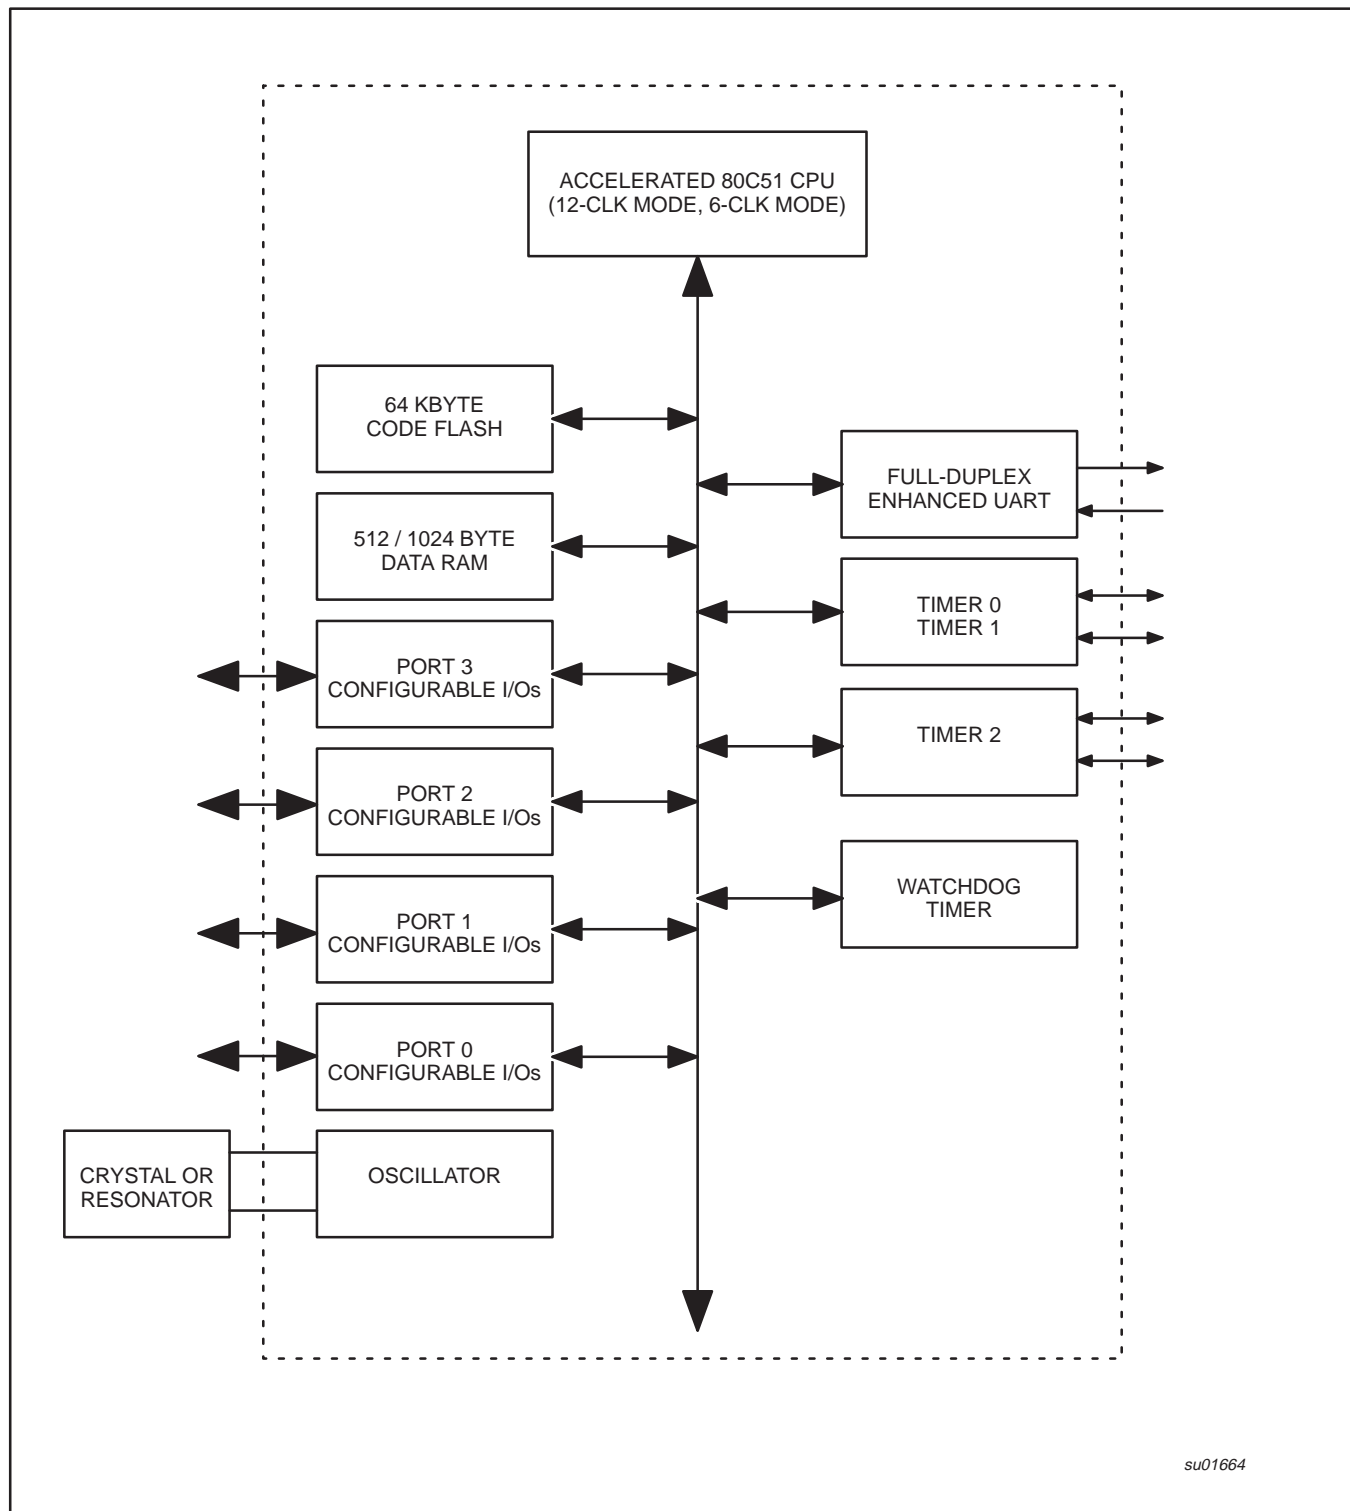 ACCELERATED 80C51 CPU
(12-CLK MODE, 6-CLK MODE)
64 KBYTE
CODE FLASH
FULL-DUPLEX
ENHANCED UART
512 / 1024 BYTE
DATA RAM
TIMER 0
TIMER 1
PORT 3
CONFIGURABLE I/Os
TIMER 2
PORT 2
CONFIGURABLE I/Os
WATCHDOG
TIMER
PORT 1
CONFIGURABLE I/Os
PORT 0
CONFIGURABLE I/Os
CRYSTAL OR
RESONATOR
OSCILLATOR
su01664